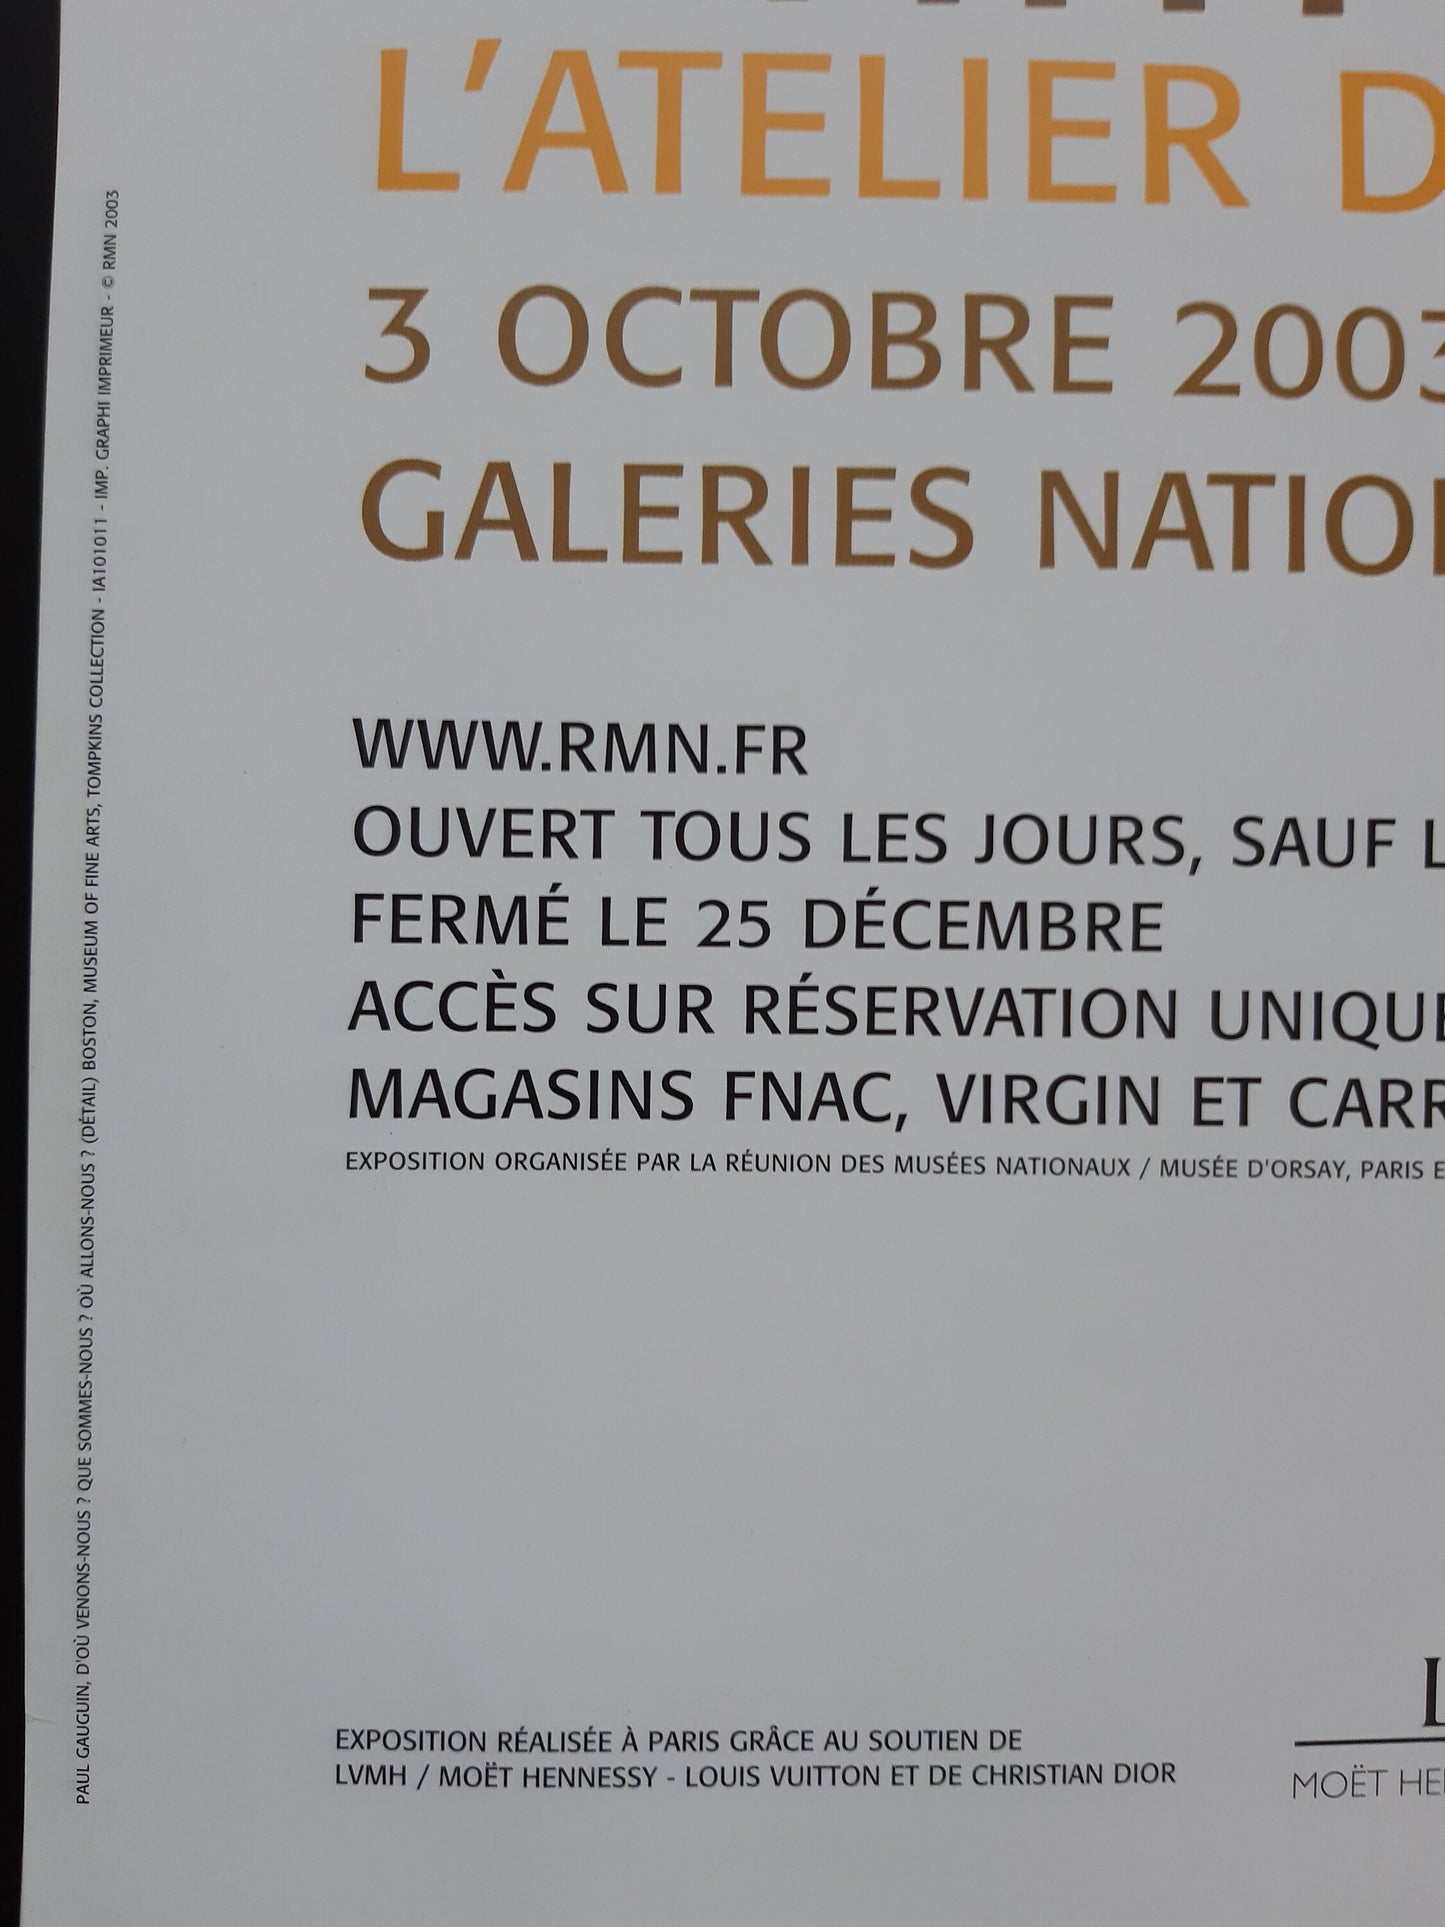 L'ATELIER D
3 OCTOBRE 2003
GALERIES NATIO
WWW.RMN.FR
OUVERT TOUS LES JOURS, SAUF L
FERMÉ LE 25 DÉCEMBRE
ACCÈS SUR RÉSERVATION UNIQUE
MAGASINS FNAC, VIRGIN ET CARR
EXPOSITION ORGANISÉE PAR LA RÉUNION DES MUSÉES NATIONAUX / MUSÉE D'ORSAY, PARIS E
EXPOSITION RÉALISÉE À PARIS GRÂCE AU SOUTIEN DE
LVMH / MOËT HENNESSY - LOUIS VUITTON ET DE CHRISTIAN DIOR
L
MOËT HE
PAUL GAUGUIN, D'OÙ VENONS-NOUS ? QUE SOMMES-NOUS ? OÙ ALLONS-NOUS ? (DÉTAIL) BOSTON, MUSEUM OF FINE ARTS, TOMPKINS COLLECTION - IA101011 - IMP. GRAPHI IMPRIMEUR - © RMN 2003